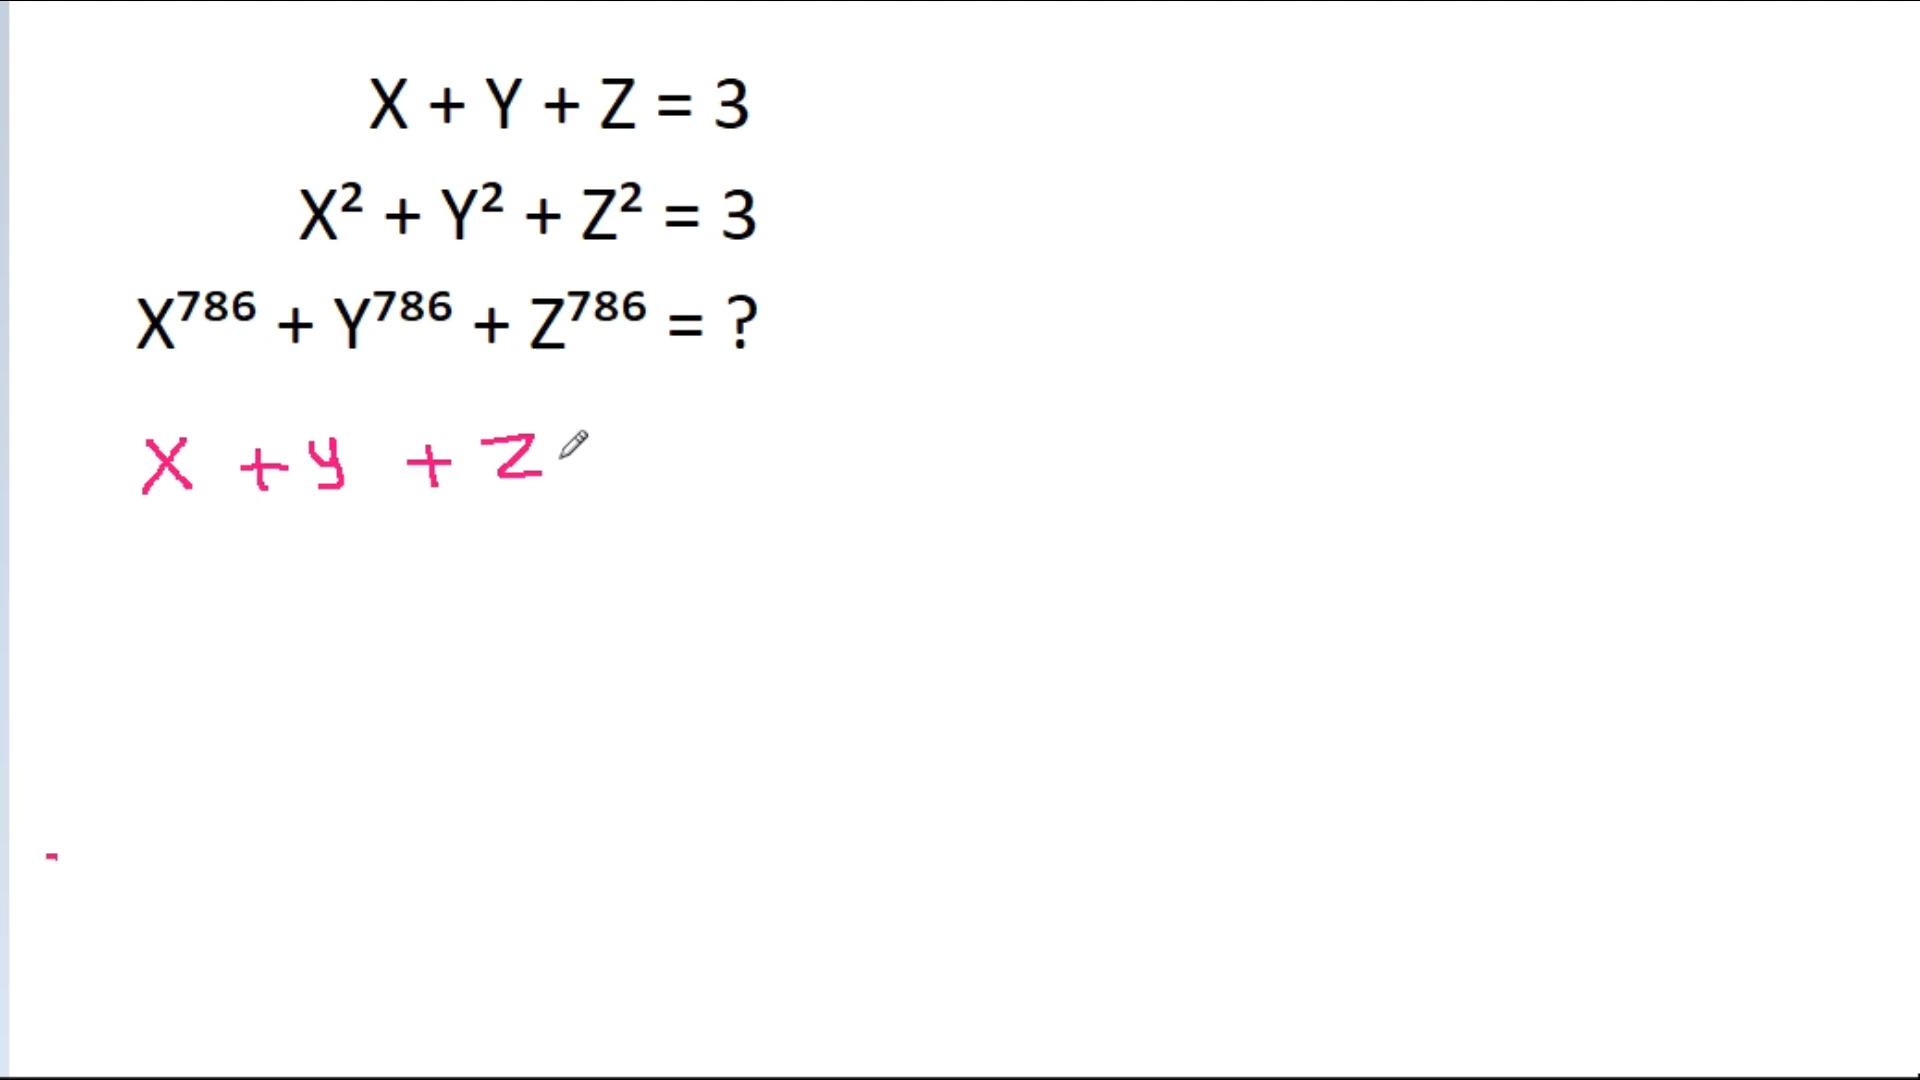 X + Y + Z = 3
X² + Y² + Z² = 3
X⁷⁸⁶ + Y⁷⁸⁶ + Z⁷⁸⁶ = ?
x + y + z